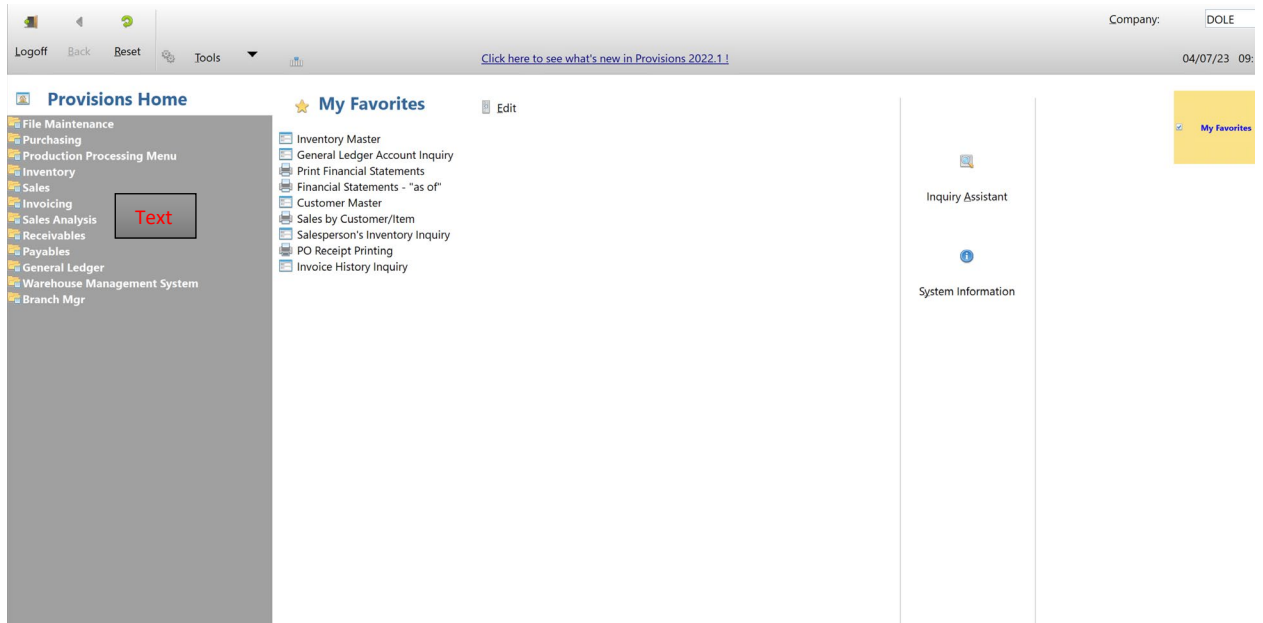 Company: DOLE
Logoff Back Reset Tools
Click here to see what's new in Provisions 2022.1 !
04/07/23 09:
Provisions Home
File Maintenance
Purchasing
Production Processing Menu
Inventory
Sales
Invoicing
Sales Analysis
Receivables
Payables
General Ledger
Warehouse Management System
Branch Mgr
Text
My Favorites
Edit
Inventory Master
General Ledger Account Inquiry
Print Financial Statements
Financial Statements - "as of"
Customer Master
Sales by Customer/Item
Salesperson's Inventory Inquiry
PO Receipt Printing
Invoice History Inquiry
Inquiry Assistant
System Information
My Favorites